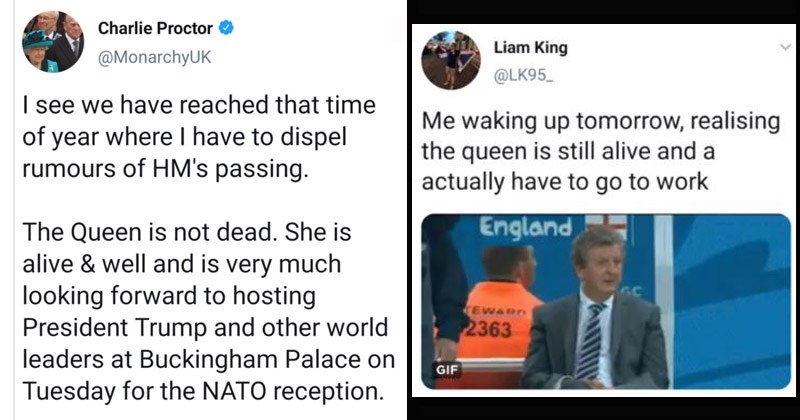 Charlie Proctor
@MonarchyUK
I see we have reached that time
of year where I have to dispel
rumours of HM's passing.
The Queen is not dead. She is
alive & well and is very much
looking forward to hosting
President Trump and other world
leaders at Buckingham Palace on
Tuesday for the NATO reception.
Liam King
@LK95_
Me waking up tomorrow, realising
the queen is still alive and a
actually have to go to work
England
2363
GIF